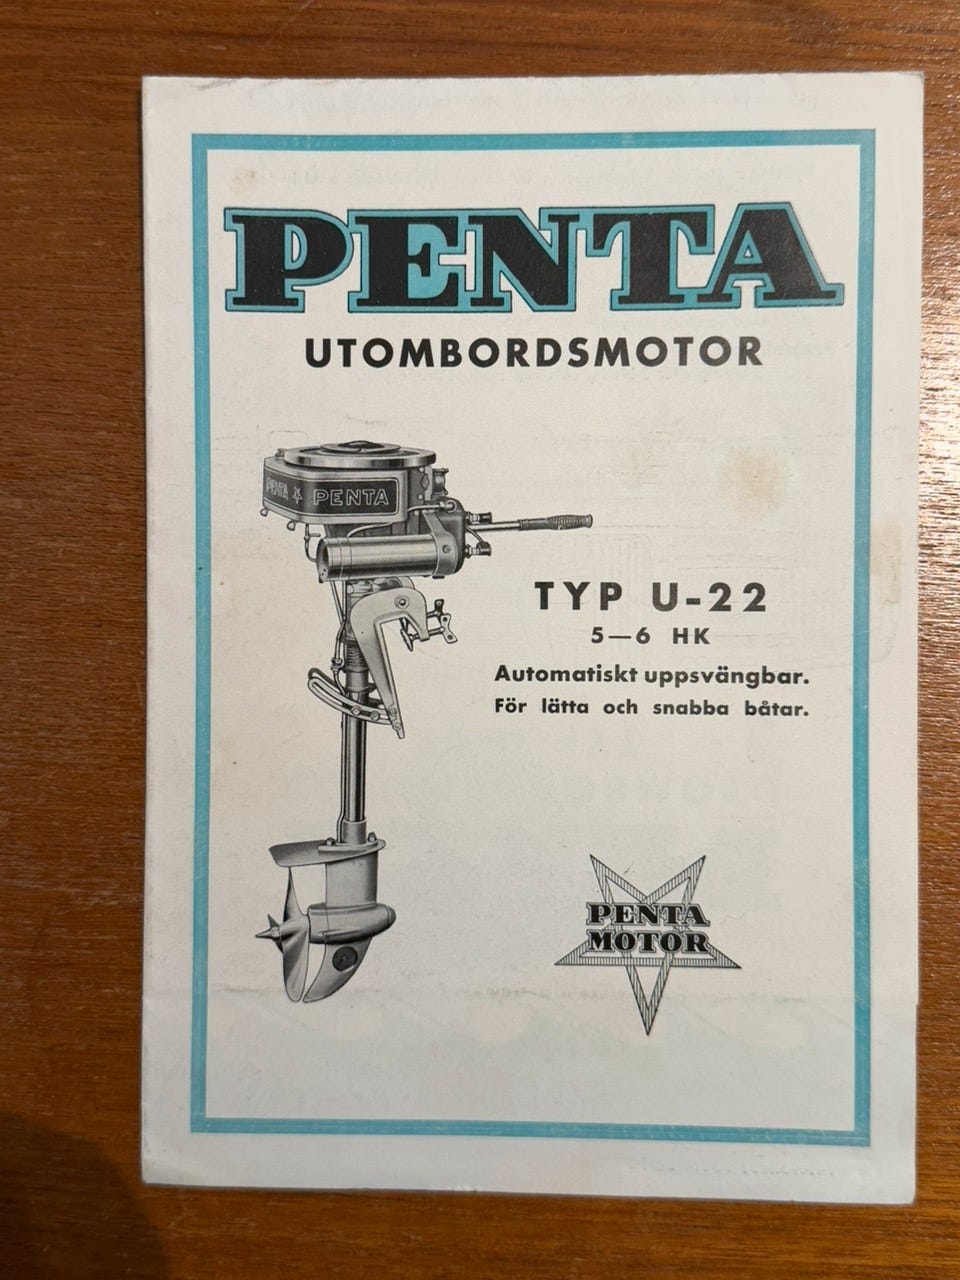 PENTA
UTOMBORDSMOTOR
PENTA PENTA
TYP U-22
5—6 HK
Automatiskt uppsvängbar.
För lätta och snabba båtar.
PENTA
MOTOR